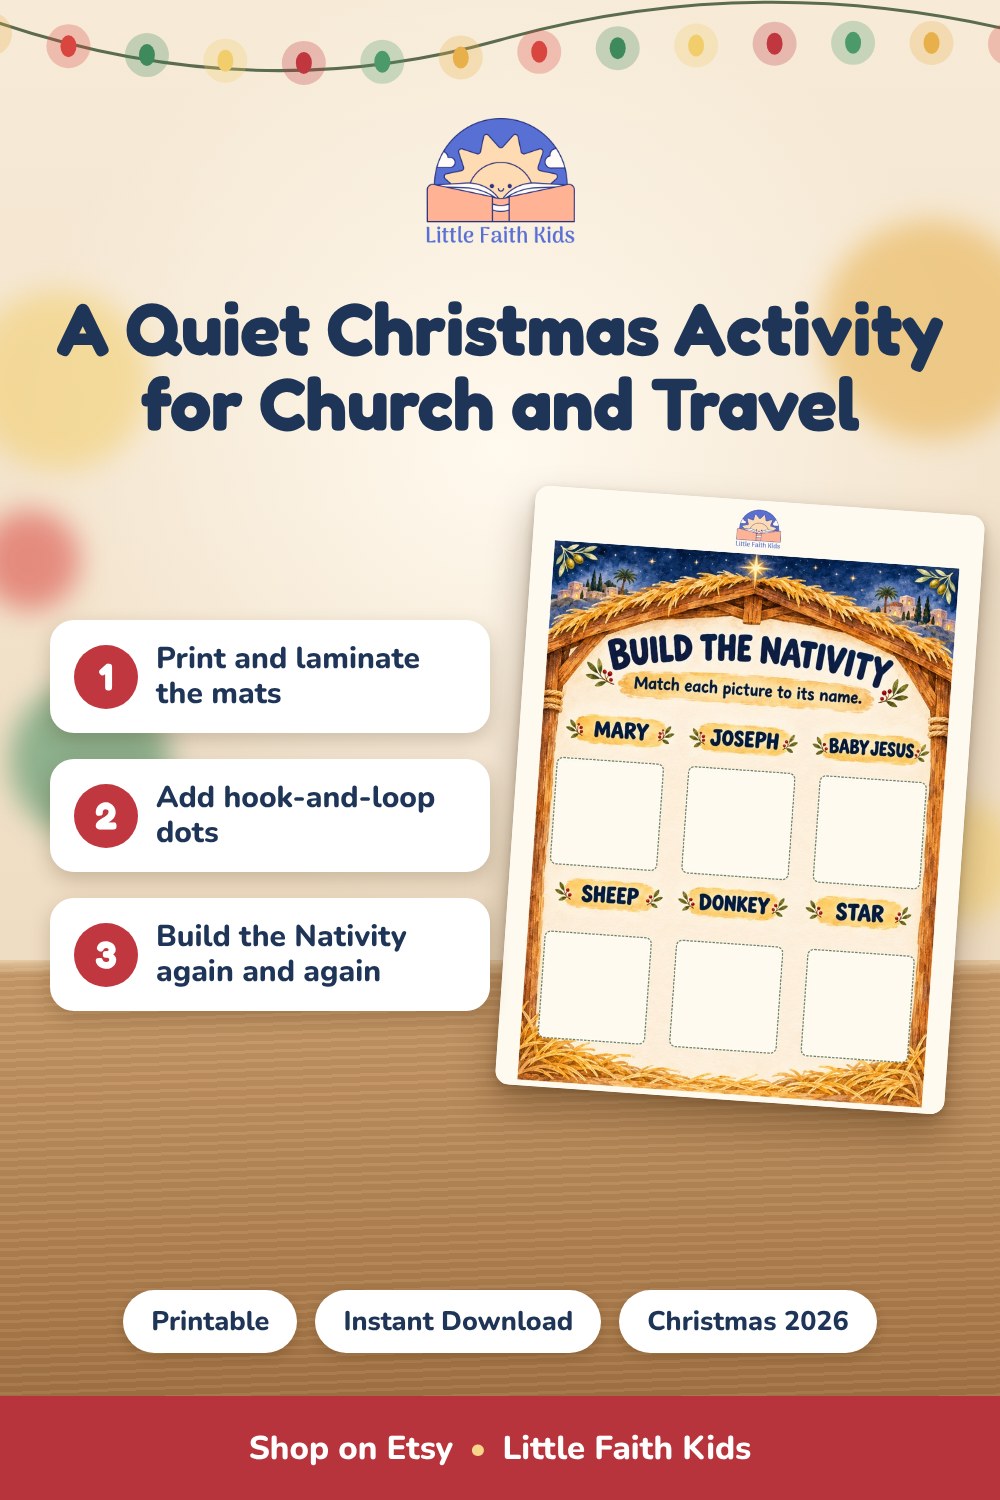 Little Faith Kids
A Quiet Christmas Activity
for Church and Travel
1
Print and laminate
the mats
2
Add hook-and-loop
dots
3
Build the Nativity
again and again
Little Faith Kids
BUILD THE NATIVITY
Match each picture to its name.
MARY
JOSEPH
BABY JESUS
SHEEP
DONKEY
STAR
Printable
Instant Download
Christmas 2026
Shop on Etsy • Little Faith Kids